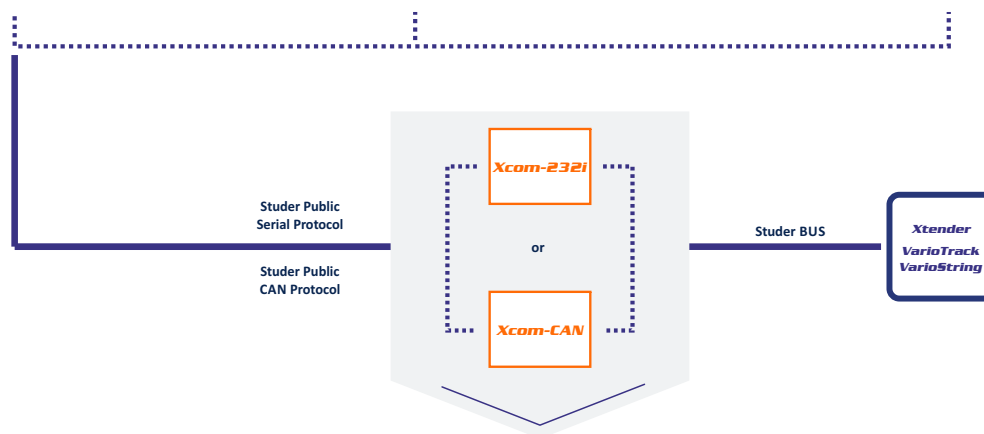 Xcom-232i
Studer Public
Serial Protocol
or
Studer BUS
Xtender
VarioTrack
VarioString
Studer Public
CAN Protocol
Xcom-CAN